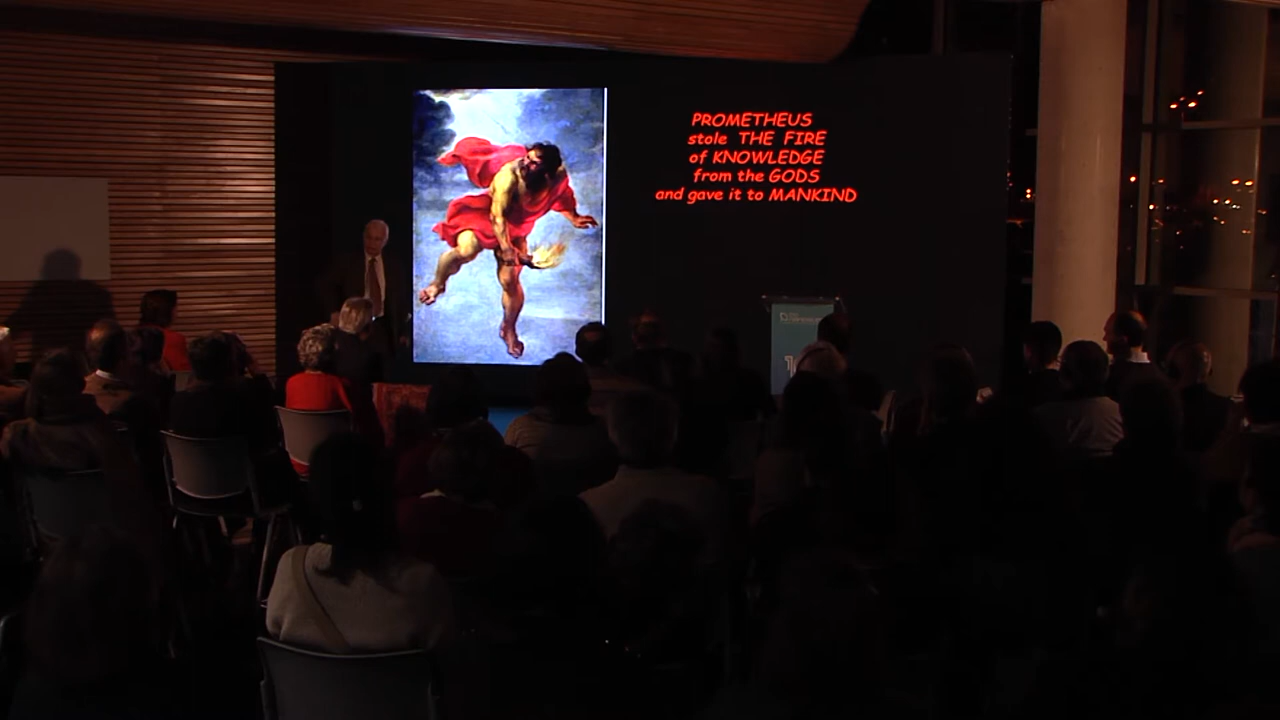 PROMETHEUS
stole THE FIRE
of KNOWLEDGE
from the GODS
and gave it to MANKIND